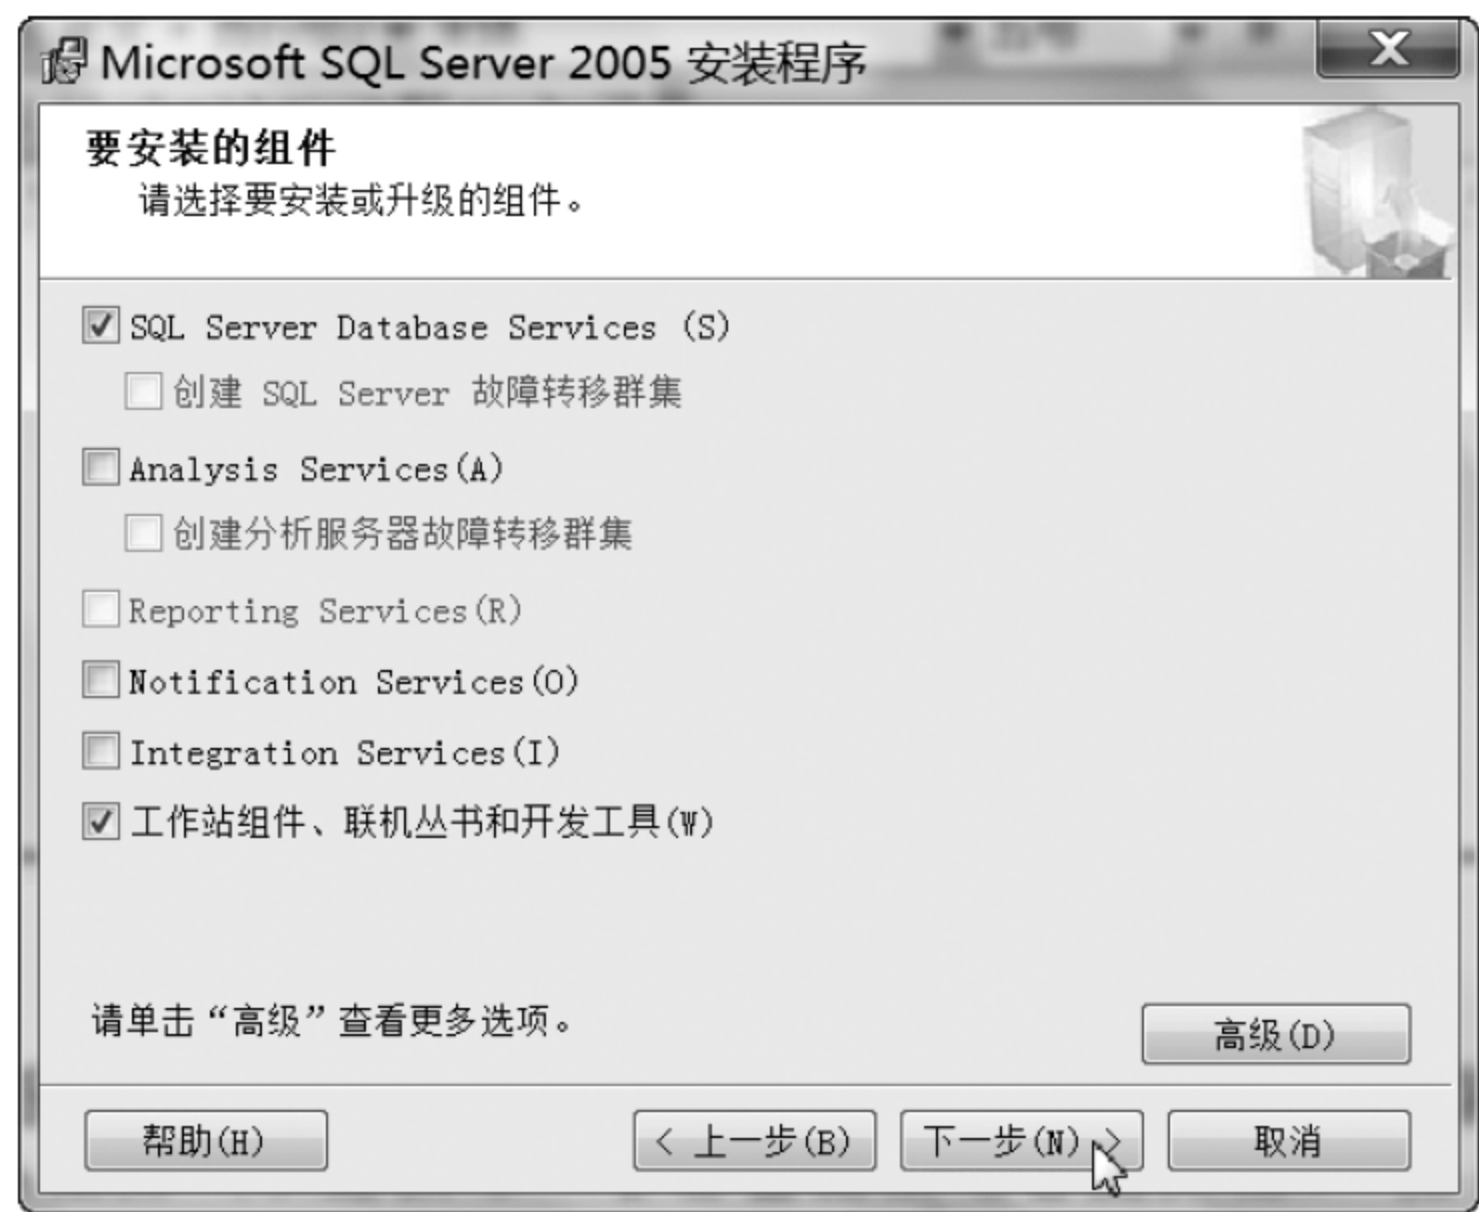 Microsoft SQL Server 2005 安装程序
要安装的组件
请选择要安装或升级的组件。
SQL Server Database Services (S)
创建 SQL Server 故障转移群集
Analysis Services(A)
创建分析服务器故障转移群集
Reporting Services(R)
Notification Services(O)
Integration Services(I)
工作站组件、联机丛书和开发工具(W)
请单击“高级”查看更多选项。
高级(D)
帮助(H)
< 上一步(B)
下一步(N) >
取消